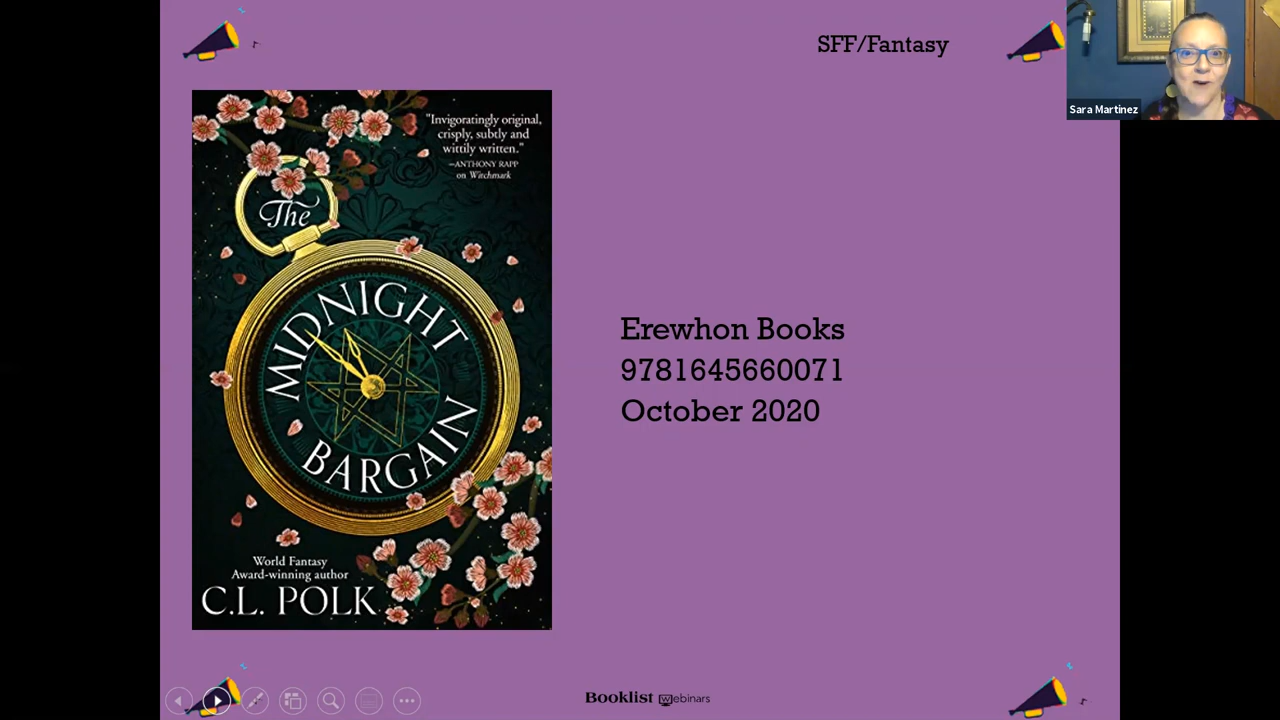 SFF/Fantasy
Sara Martinez
"Invigoratingly original,
crisply, subtly and
wittily written."
—ANTHONY RAPP
on Witchmark
The
MIDNIGHT
BARGAIN
World Fantasy
Award-winning author
C.L. POLK
Erewhon Books
9781645660071
October 2020
Booklist Webinars